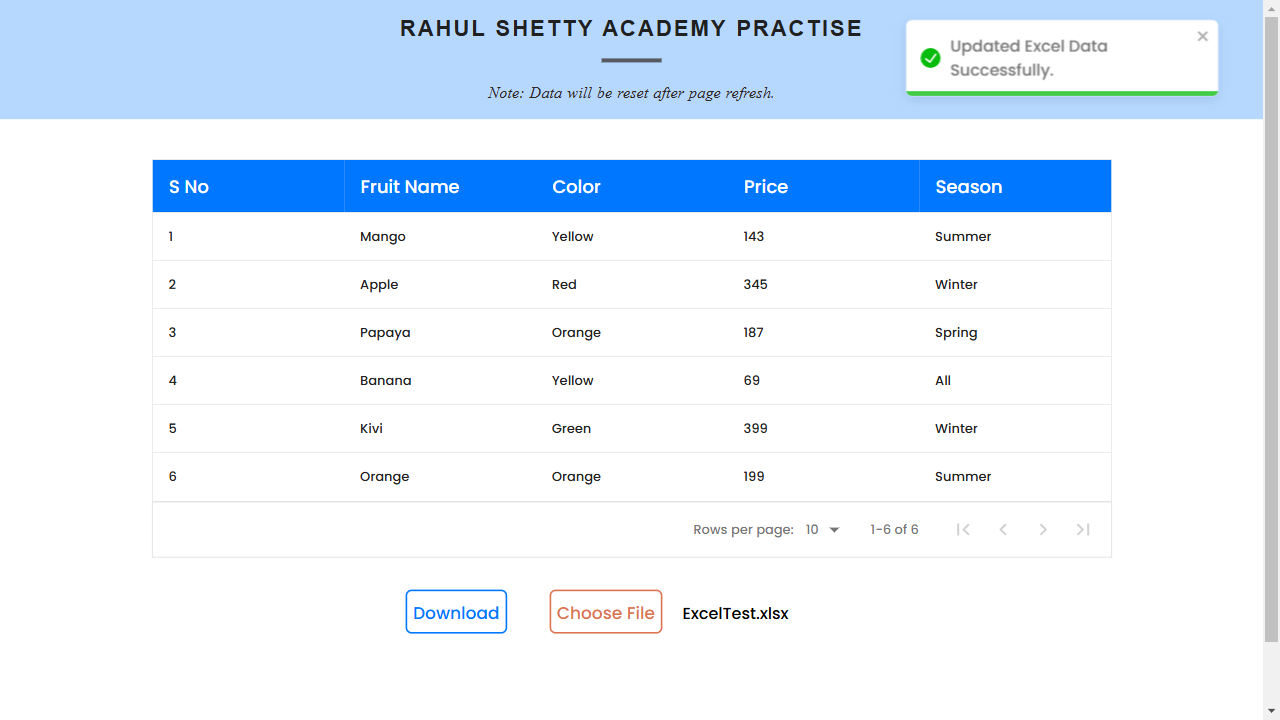 RAHUL SHETTY ACADEMY PRACTISE
Note: Data will be reset after page refresh.
Updated Excel Data
Successfully.
S No Fruit Name Color Price Season
1 Mango Yellow 143 Summer
2 Apple Red 345 Winter
3 Papaya Orange 187 Spring
4 Banana Yellow 69 All
5 Kivi Green 399 Winter
6 Orange Orange 199 Summer
Rows per page: 10 1-6 of 6
Download Choose File ExcelTest.xlsx